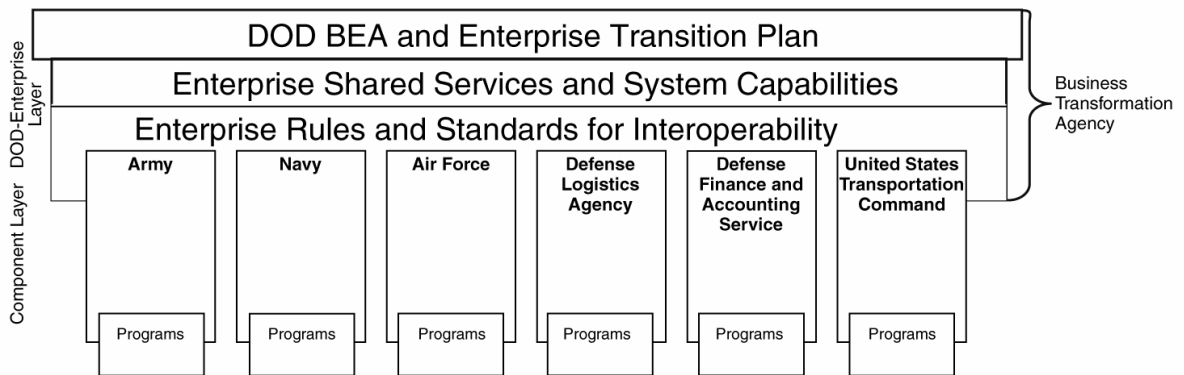 DOD BEA and Enterprise Transition Plan
Enterprise Shared Services and System Capabilities
Enterprise Rules and Standards for Interoperability
DOD-Enterprise
Layer
Component Layer
Business
Transformation
Agency
Army
Navy
Air Force
Defense
Logistics
Agency
Defense
Finance and
Accounting
Service
United States
Transportation
Command
Programs
Programs
Programs
Programs
Programs
Programs